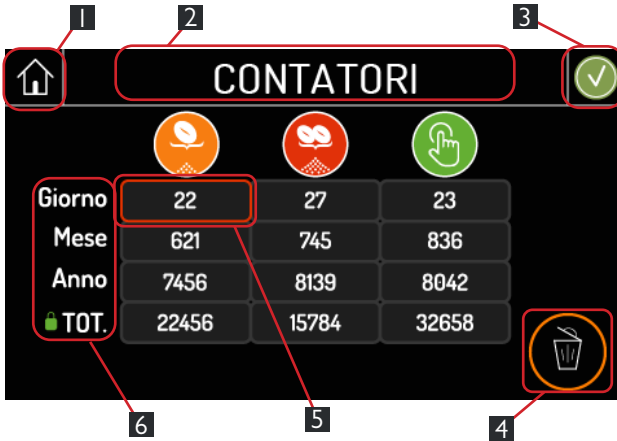 1 2 3
CONTATORI
Giorno 22 27 23
Mese 621 745 836
Anno 7456 8139 8042
TOT. 22456 15784 32658
6 5 4